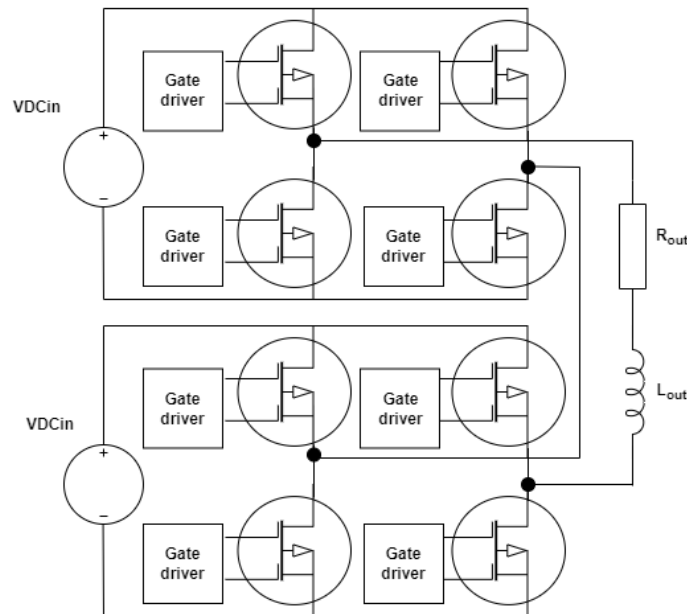 Gate
driver
Gate
driver
VDCin
+
−
Gate
driver
Gate
driver
Rout
Gate
driver
Gate
driver
Lout
VDCin
+
−
Gate
driver
Gate
driver